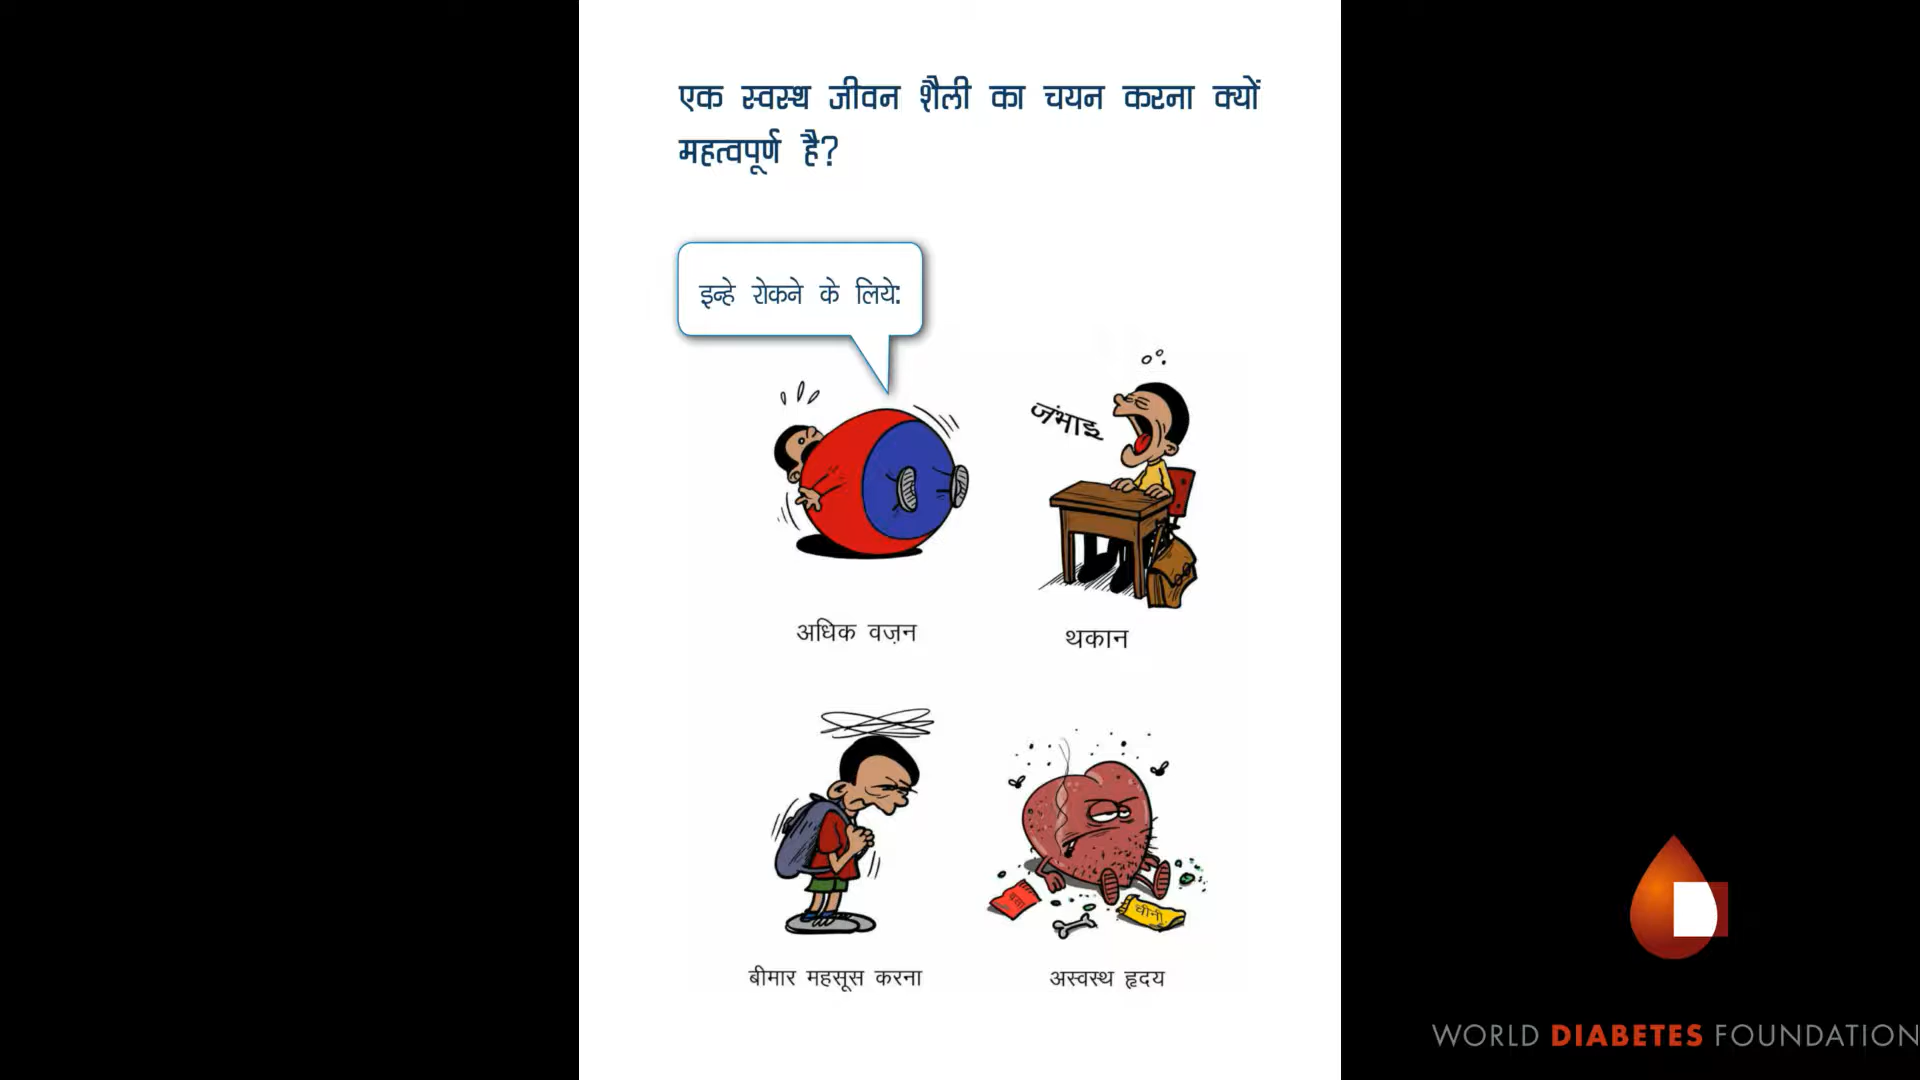 एक स्वस्थ जीवन शैली का चयन करना क्यों
महत्वपूर्ण है?
इन्हे रोकने के लिये:
जंभाइ
अधिक वज़न
थकान
वसा
चीनी
बीमार महसूस करना
अस्वस्थ हृदय
WORLD DIABETES FOUNDATION